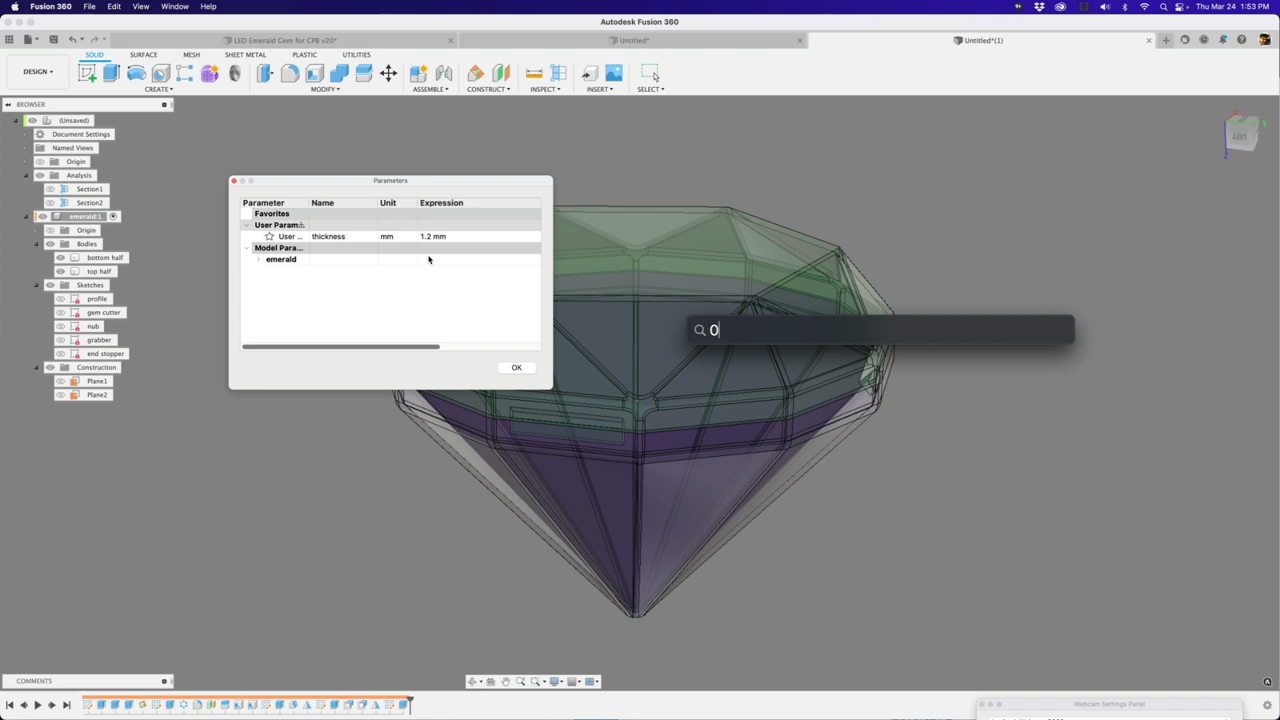 Fusion 360 File Edit View Window Help Thu Mar 24 1:53 PM
Autodesk Fusion 360
LED Emerald Gem for CPB v20* Untitled* Untitled*(1)
SOLID SURFACE MESH SHEET METAL PLASTIC UTILITIES
DESIGN
CREATE MODIFY ASSEMBLE CONSTRUCT INSPECT INSERT SELECT
BROWSER
(Unsaved)
Document Settings
Named Views
Origin
Analysis
Section1
Section2
emerald:1
Origin
Bodies
bottom half
top half
Sketches
profile
gem cutter
nub
grabber
end stopper
Construction
Plane1
Plane2
Parameters
Parameter Name Unit Expression
Favorites
User Param...
User ... thickness mm 1.2 mm
Model Para...
emerald
OK
0
COMMENTS
Webcam Settings Panel